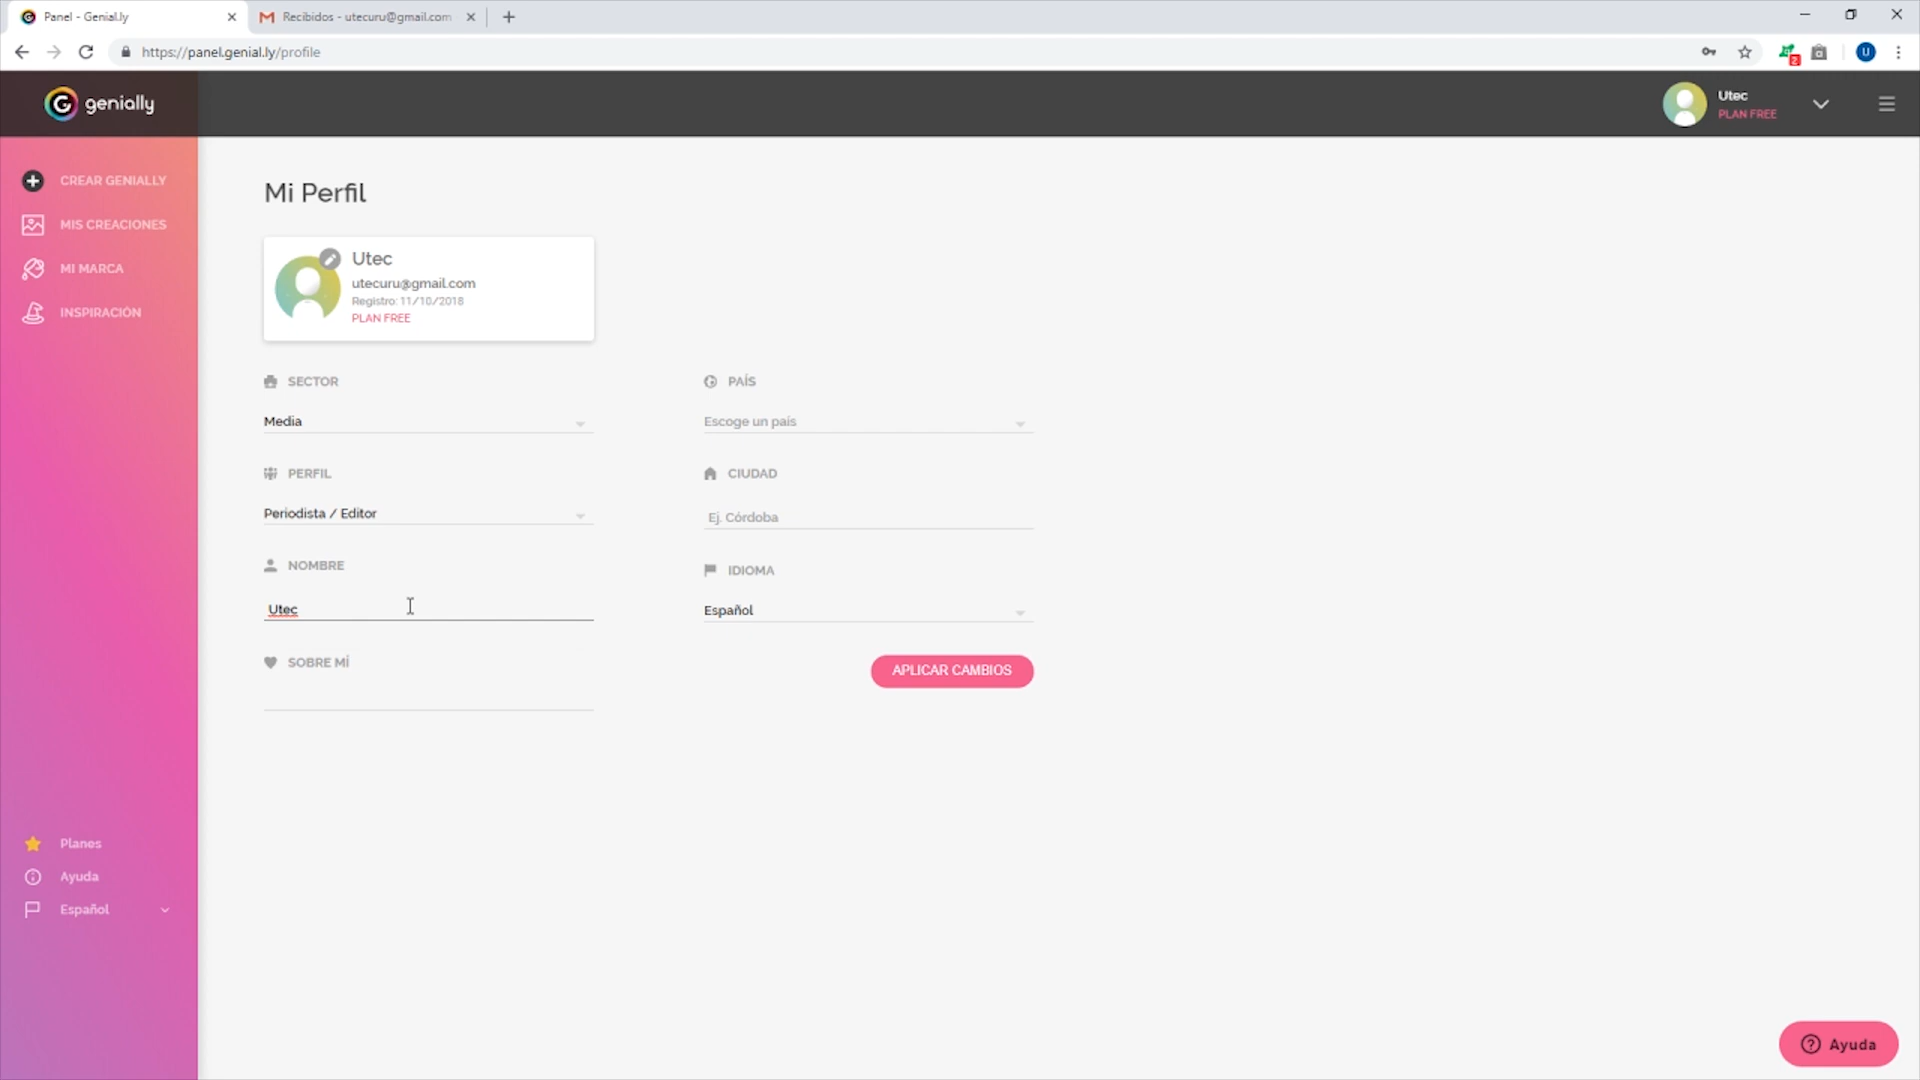 Panel - Genial.ly
Recibidos - utecuru@gmail.com
https://panel.genial.ly/profile
2
U
genially
Utec
PLAN FREE
CREAR GENIALLY
MIS CREACIONES
MI MARCA
INSPIRACIÓN
Mi Perfil
Utec
utecuru@gmail.com
Registro: 11/10/2018
PLAN FREE
SECTOR
Media
PERFIL
Periodista / Editor
NOMBRE
Utec
SOBRE MÍ
PAÍS
Escoge un país
CIUDAD
Ej. Córdoba
IDIOMA
Español
APLICAR CAMBIOS
Planes
Ayuda
Español
Ayuda